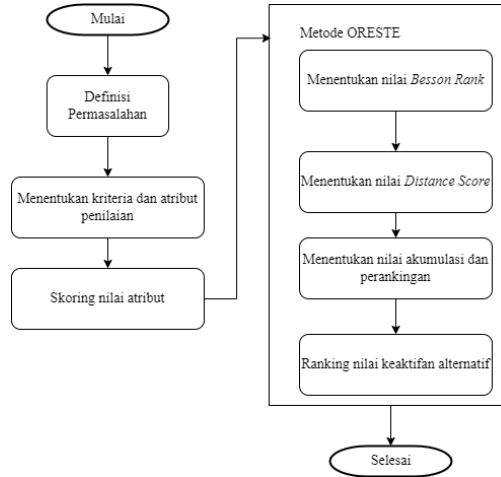 Mulai
Definisi
Permasalahan
Menentukan kriteria dan atribut
penilaian
Skoring nilai atribut
Metode ORESTE
Menentukan nilai Besson Rank
Menentukan nilai Distance Score
Menentukan nilai akumulasi dan
perankingan
Ranking nilai keaktifan alternatif
Selesai